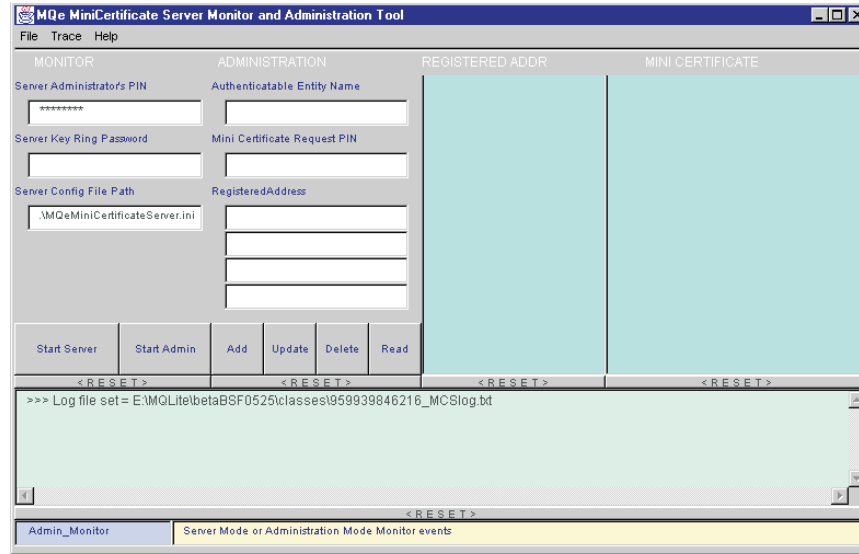 MQe MiniCertificate Server Monitor and Administration Tool
File Trace Help
MONITOR ADMINISTRATION REGISTERED ADDR MINI CERTIFICATE
Server Administrator's PIN Authenticatable Entity Name
********
Server Key Ring Password Mini Certificate Request PIN
Server Config File Path RegisteredAddress
.\MQeMiniCertificateServer.ini
Start Server Start Admin Add Update Delete Read
<RESET> <RESET> <RESET> <RESET>
>>> Log file set = E:\MQLite\betaBSF0525\classes\959939846216_MCSlog.txt
<RESET>
Admin_Monitor Server Mode or Administration Mode Monitor events